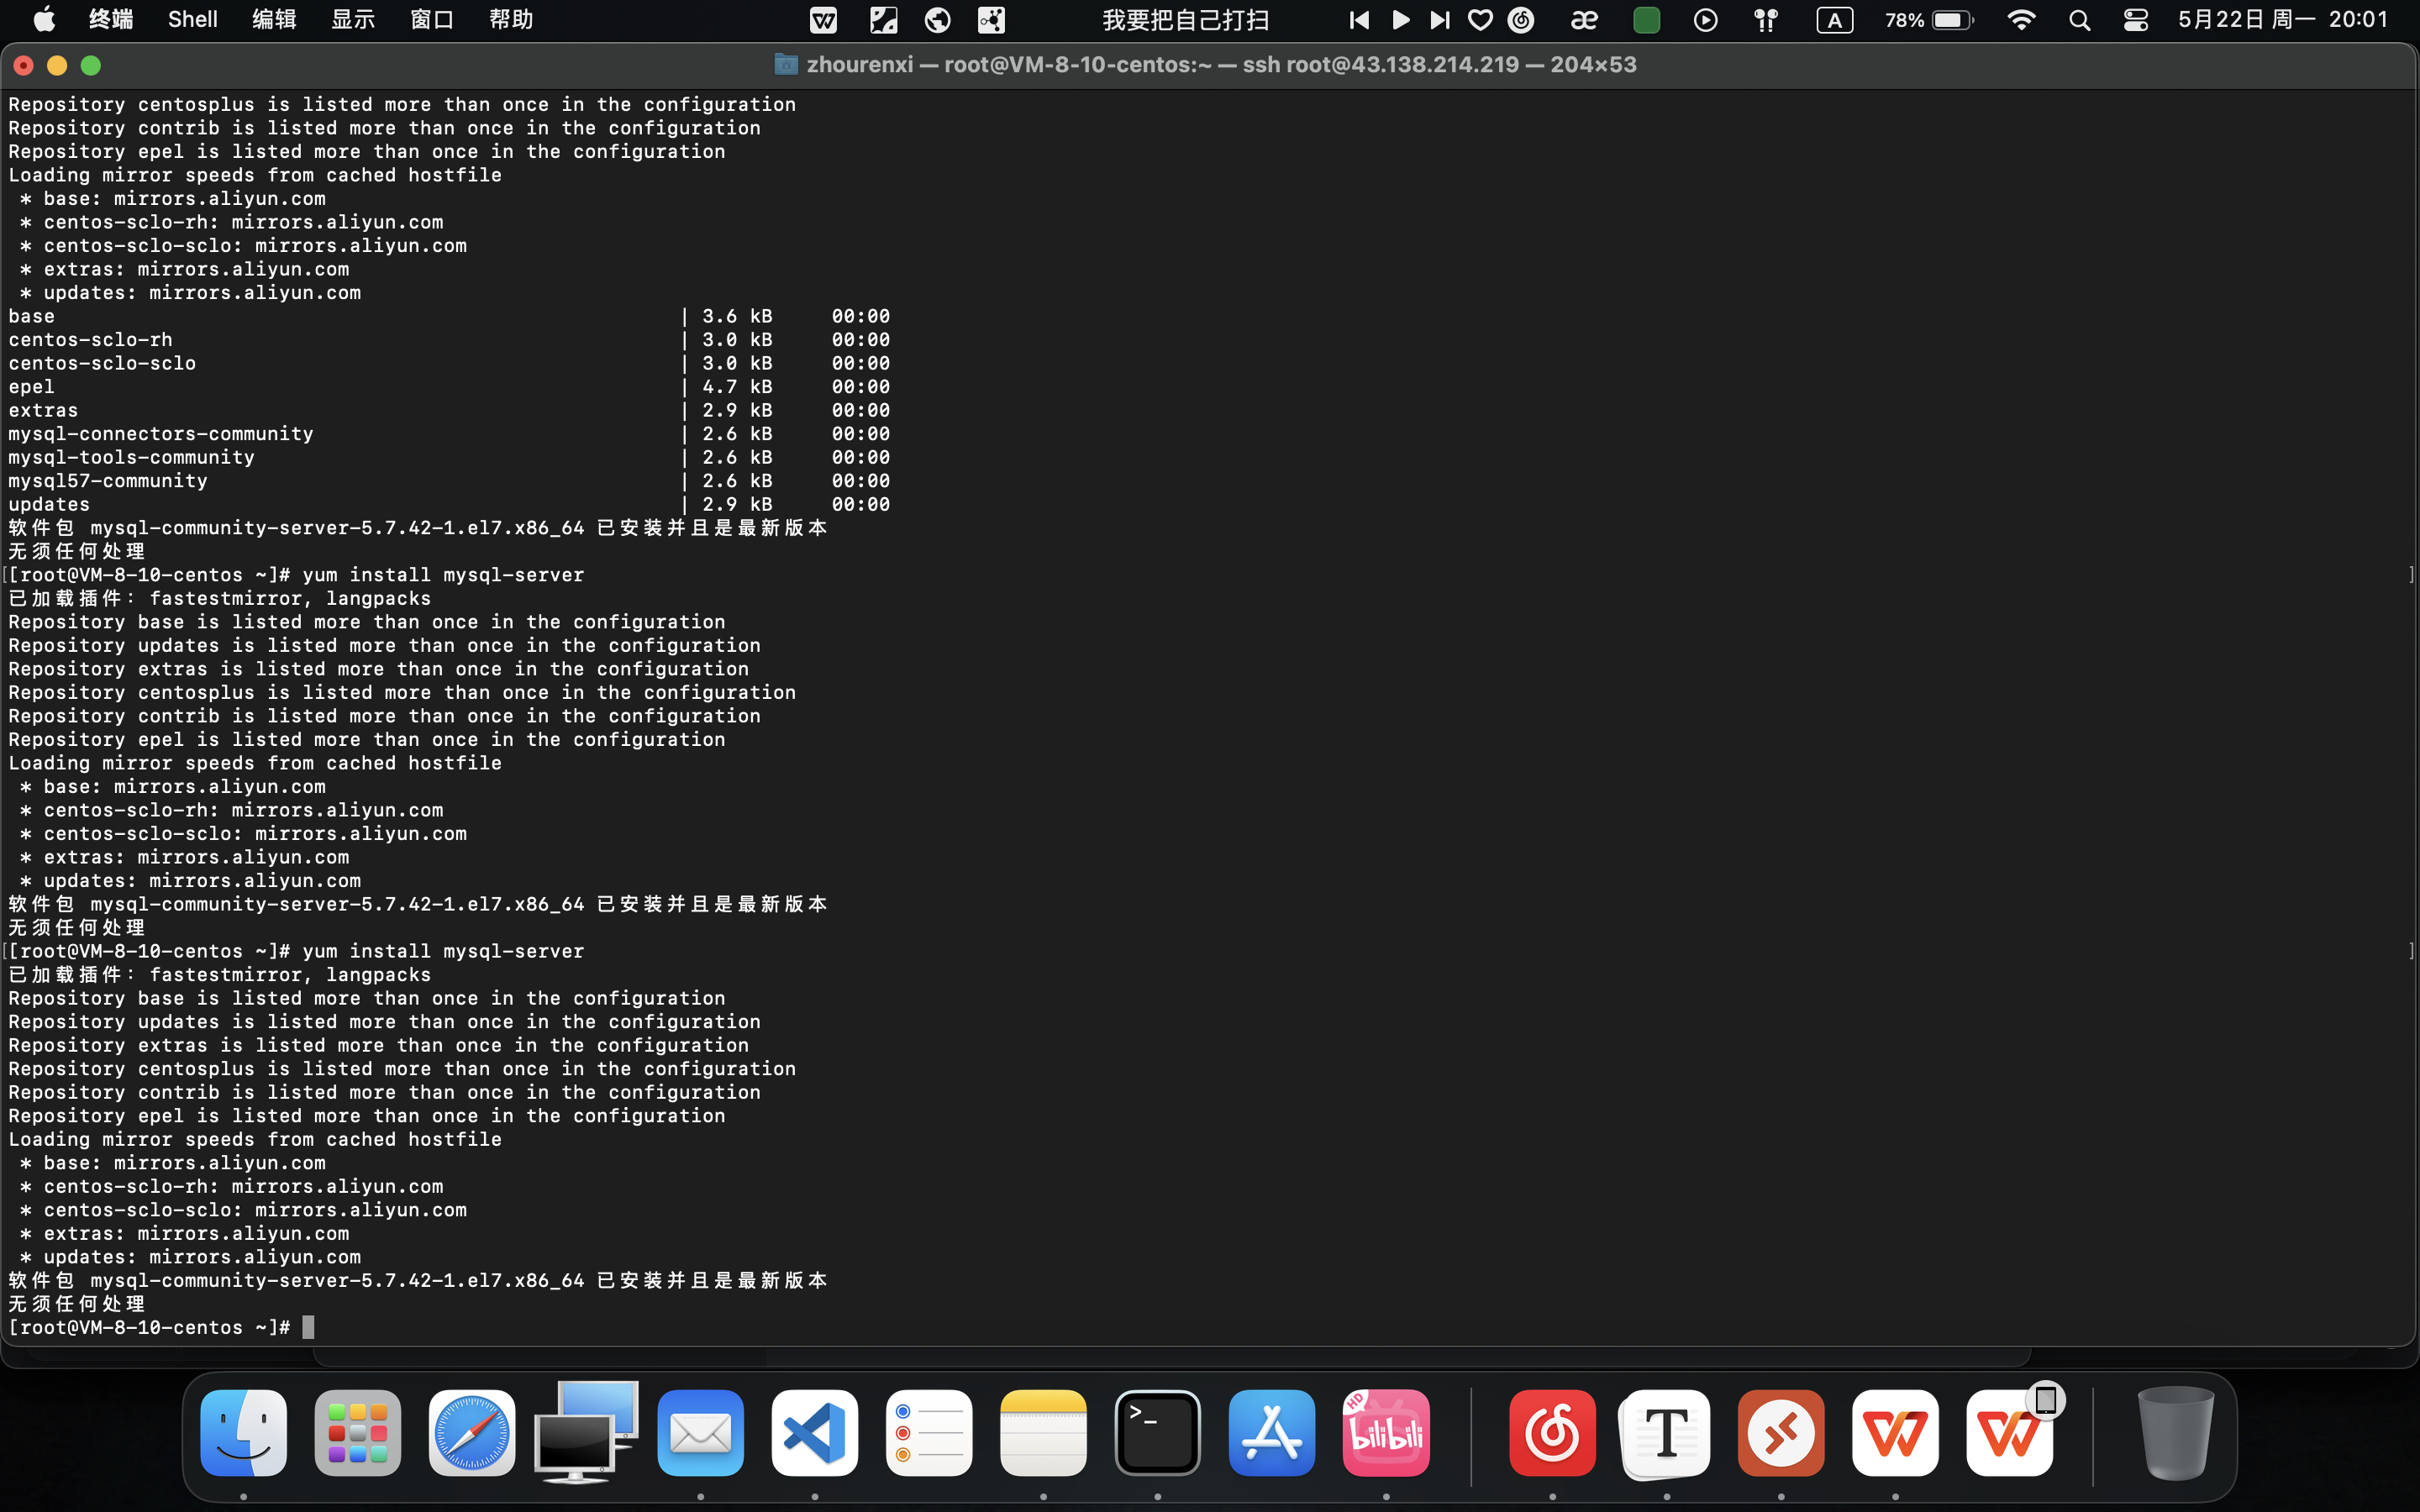 终端 Shell 编辑 显示 窗口 帮助 我要把自己打扫 A 78% 5月22日 周一 20:01
zhourenxi — root@VM-8-10-centos:~ — ssh root@43.138.214.219 — 204×53
Repository centosplus is listed more than once in the configuration
Repository contrib is listed more than once in the configuration
Repository epel is listed more than once in the configuration
Loading mirror speeds from cached hostfile
* base: mirrors.aliyun.com
* centos-sclo-rh: mirrors.aliyun.com
* centos-sclo-sclo: mirrors.aliyun.com
* extras: mirrors.aliyun.com
* updates: mirrors.aliyun.com
base | 3.6 kB 00:00
centos-sclo-rh | 3.0 kB 00:00
centos-sclo-sclo | 3.0 kB 00:00
epel | 4.7 kB 00:00
extras | 2.9 kB 00:00
mysql-connectors-community | 2.6 kB 00:00
mysql-tools-community | 2.6 kB 00:00
mysql57-community | 2.6 kB 00:00
updates | 2.9 kB 00:00
软件包 mysql-community-server-5.7.42-1.el7.x86_64 已安装并且是最新版本
无须任何处理
[[root@VM-8-10-centos ~]# yum install mysql-server ]
已加载插件：fastestmirror, langpacks
Repository base is listed more than once in the configuration
Repository updates is listed more than once in the configuration
Repository extras is listed more than once in the configuration
Repository centosplus is listed more than once in the configuration
Repository contrib is listed more than once in the configuration
Repository epel is listed more than once in the configuration
Loading mirror speeds from cached hostfile
* base: mirrors.aliyun.com
* centos-sclo-rh: mirrors.aliyun.com
* centos-sclo-sclo: mirrors.aliyun.com
* extras: mirrors.aliyun.com
* updates: mirrors.aliyun.com
软件包 mysql-community-server-5.7.42-1.el7.x86_64 已安装并且是最新版本
无须任何处理
[[root@VM-8-10-centos ~]# yum install mysql-server ]
已加载插件：fastestmirror, langpacks
Repository base is listed more than once in the configuration
Repository updates is listed more than once in the configuration
Repository extras is listed more than once in the configuration
Repository centosplus is listed more than once in the configuration
Repository contrib is listed more than once in the configuration
Repository epel is listed more than once in the configuration
Loading mirror speeds from cached hostfile
* base: mirrors.aliyun.com
* centos-sclo-rh: mirrors.aliyun.com
* centos-sclo-sclo: mirrors.aliyun.com
* extras: mirrors.aliyun.com
* updates: mirrors.aliyun.com
软件包 mysql-community-server-5.7.42-1.el7.x86_64 已安装并且是最新版本
无须任何处理
[root@VM-8-10-centos ~]#
>_ HD bilibili T